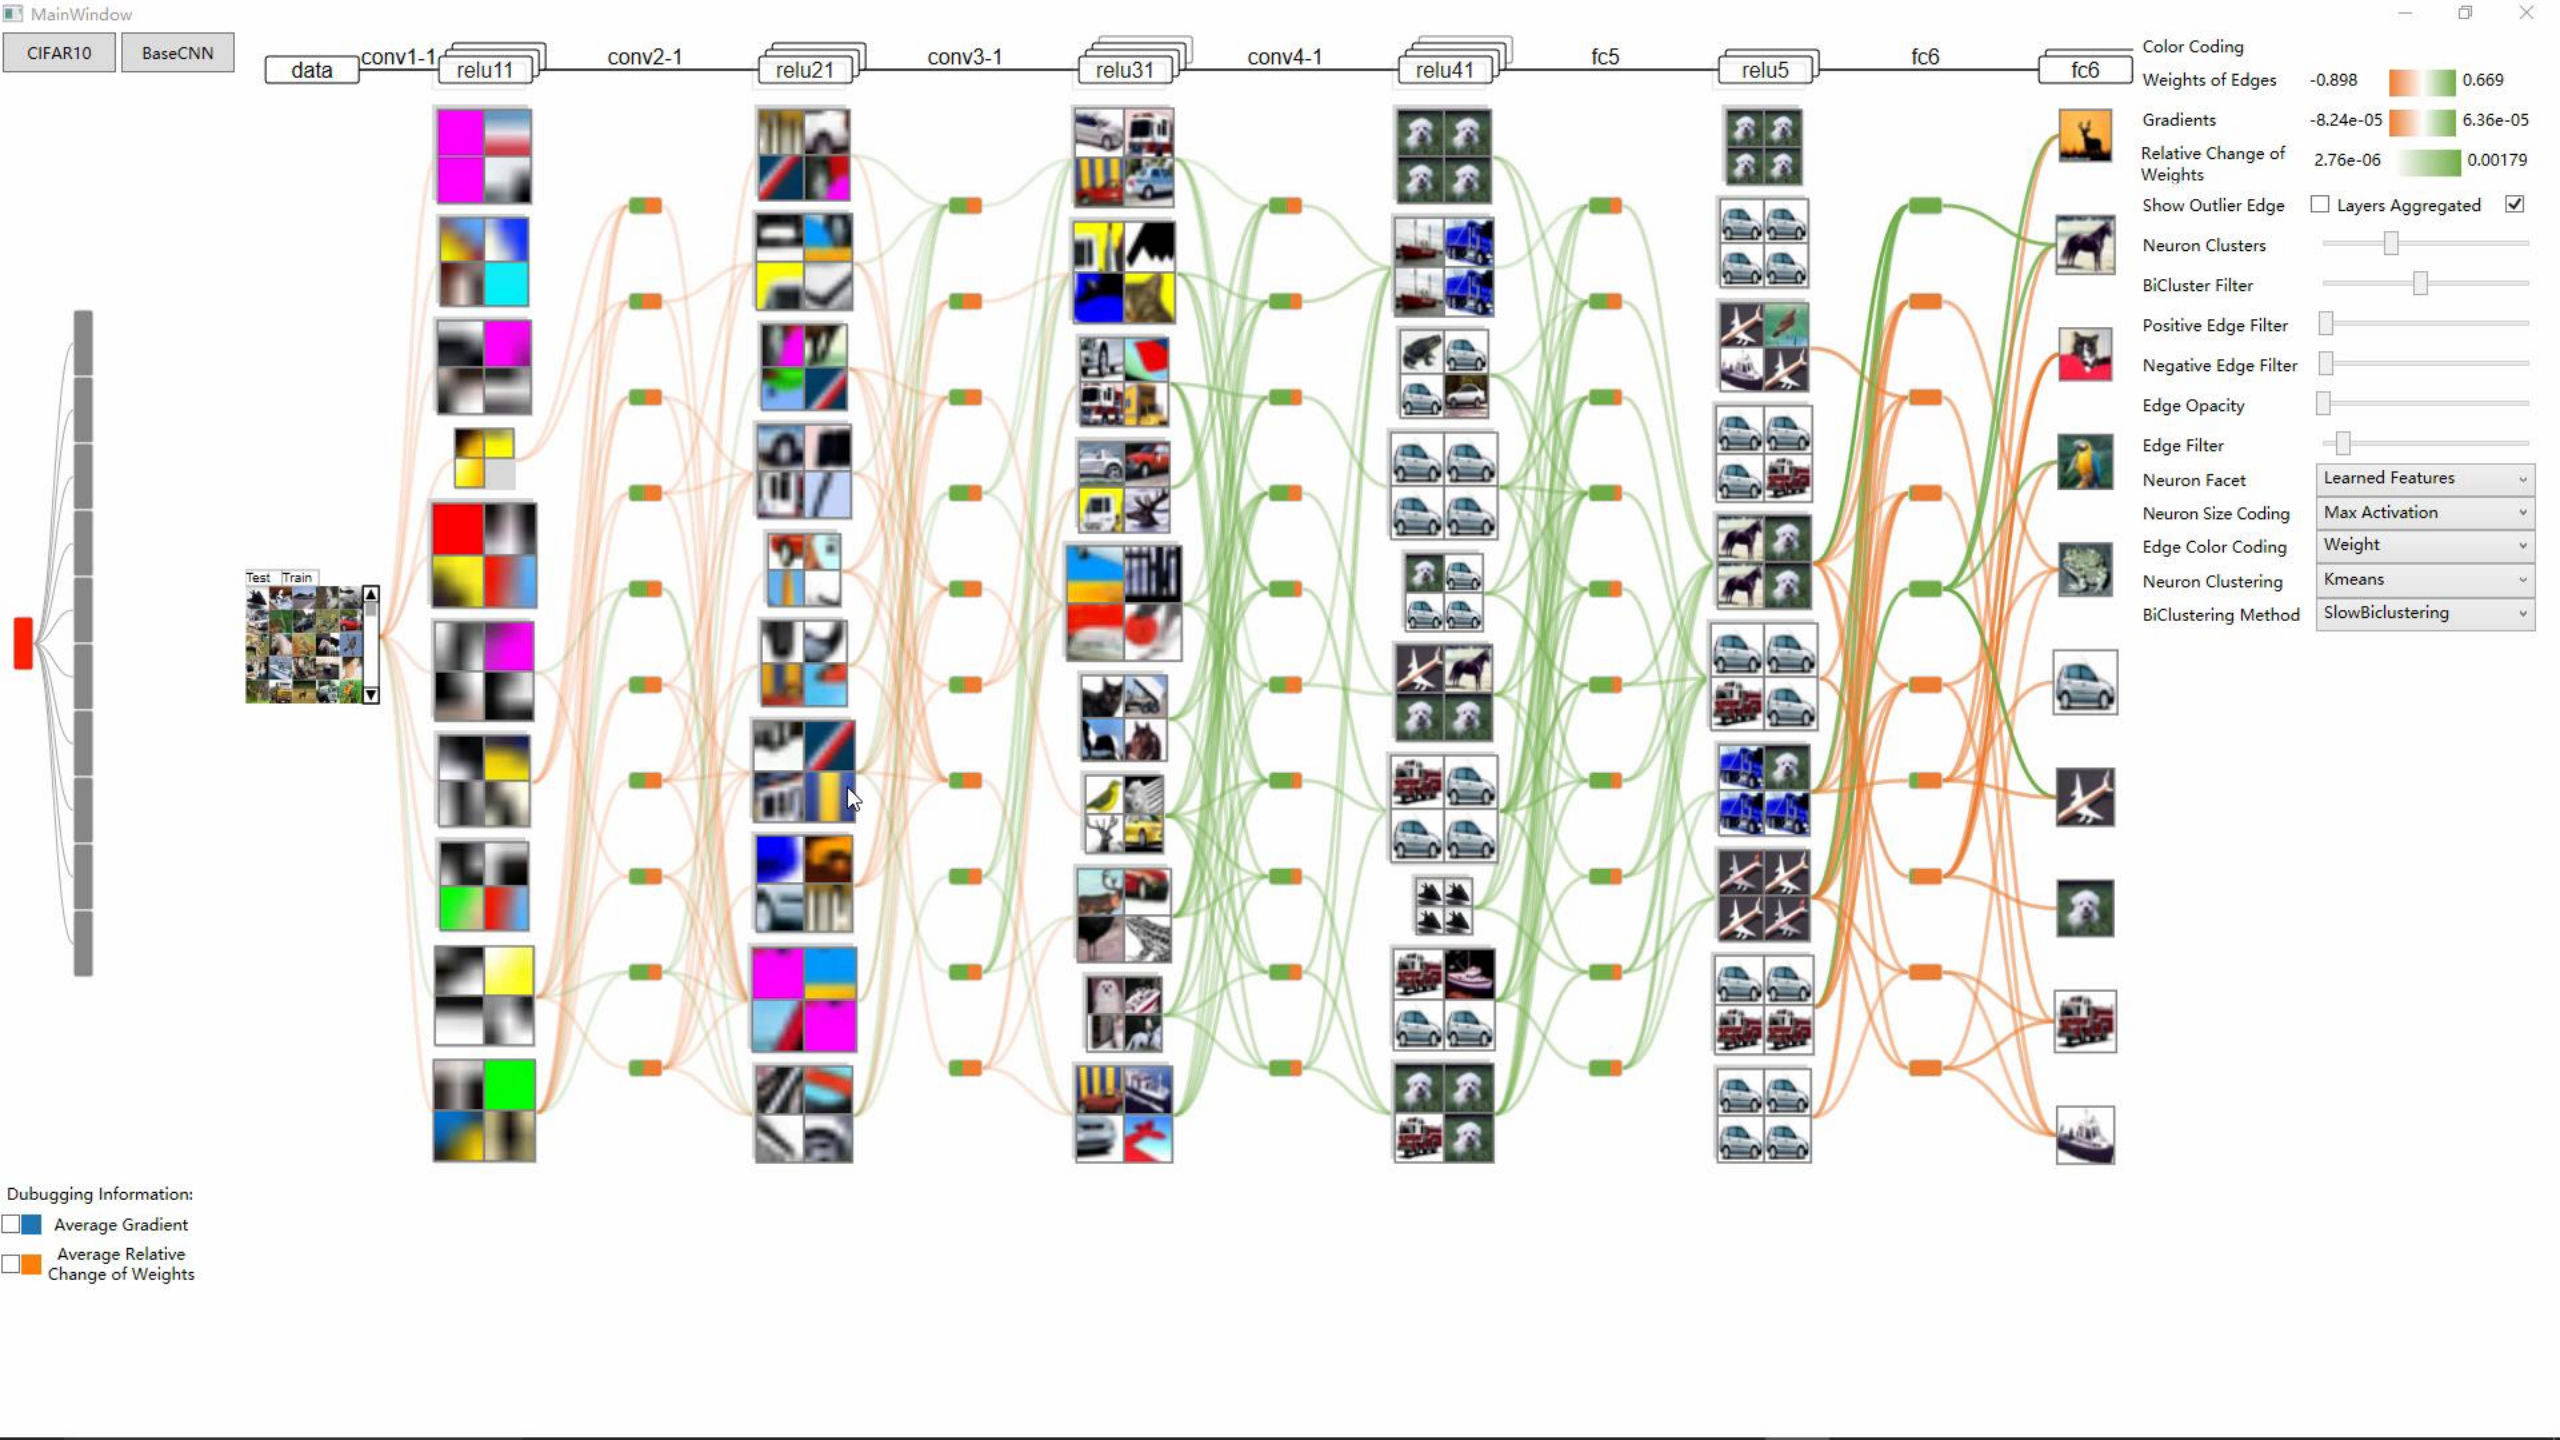 MainWindow
CIFAR10 BaseCNN
data conv1-1 relu11 conv2-1 relu21 conv3-1 relu31 conv4-1 relu41 fc5 relu5 fc6 fc6
Color Coding
Weights of Edges -0.898 0.669
Gradients -8.24e-05 6.36e-05
Relative Change of Weights 2.76e-06 0.00179
Show Outlier Edge Layers Aggregated
Neuron Clusters
BiCluster Filter
Positive Edge Filter
Negative Edge Filter
Edge Opacity
Edge Filter
Neuron Facet Learned Features
Neuron Size Coding Max Activation
Edge Color Coding Weight
Neuron Clustering Kmeans
BiClustering Method SlowBiclustering
Test Train
Dubugging Information:
Average Gradient
Average Relative
Change of Weights